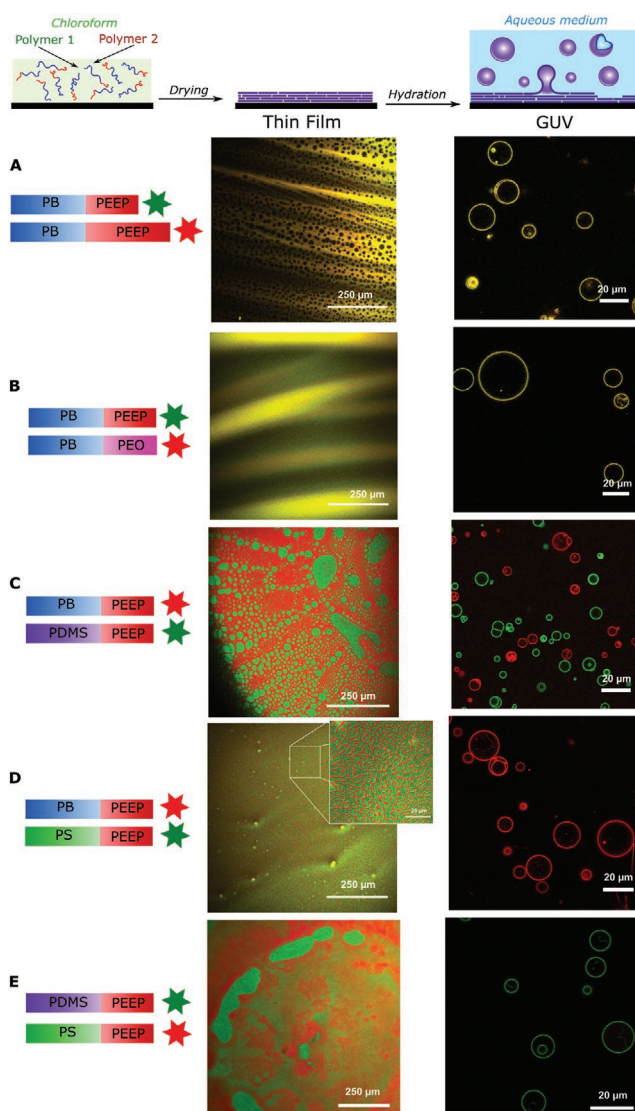 Chloroform
Polymer 1
Polymer 2
Aqueous medium
Drying
Hydration
Thin Film
GUV
A
PB PEEP
PB PEEP
250 µm
20 µm
B
PB PEEP
PB PEO
250 µm
20 µm
C
PB PEEP
PDMS PEEP
250 µm
20 µm
D
PB PEEP
PS PEEP
250 µm
20 µm
E
PDMS PEEP
PS PEEP
250 µm
20 µm